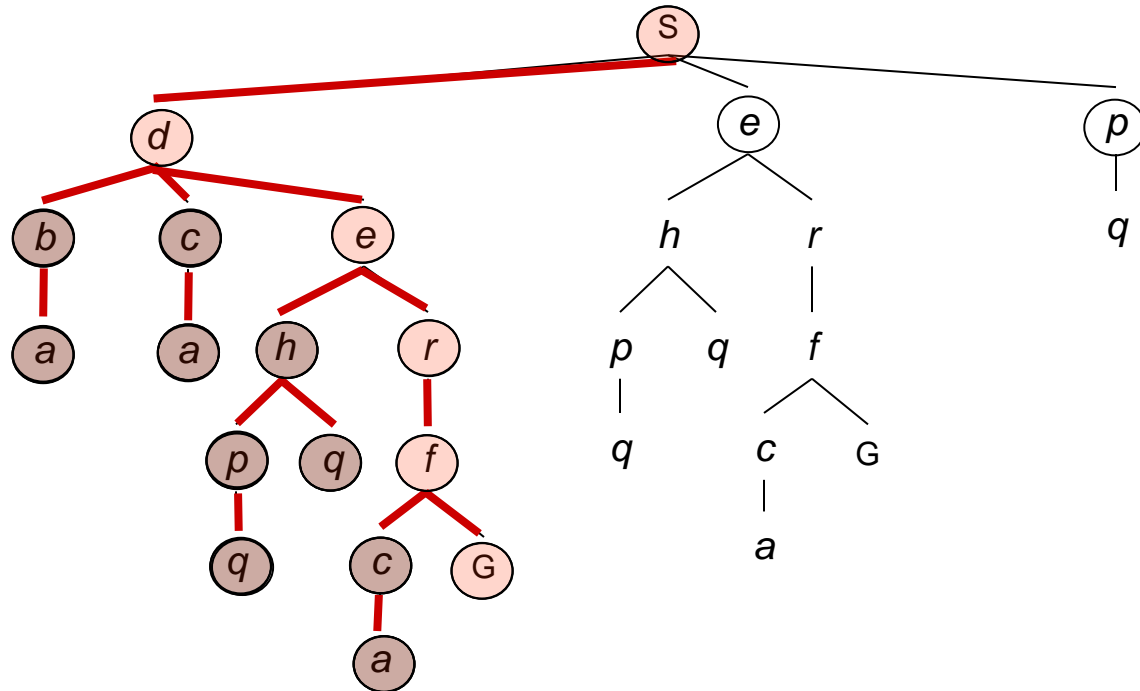 S
d e p
b c e h r q
a a h r p q f
p q f q c G
q c G a
a